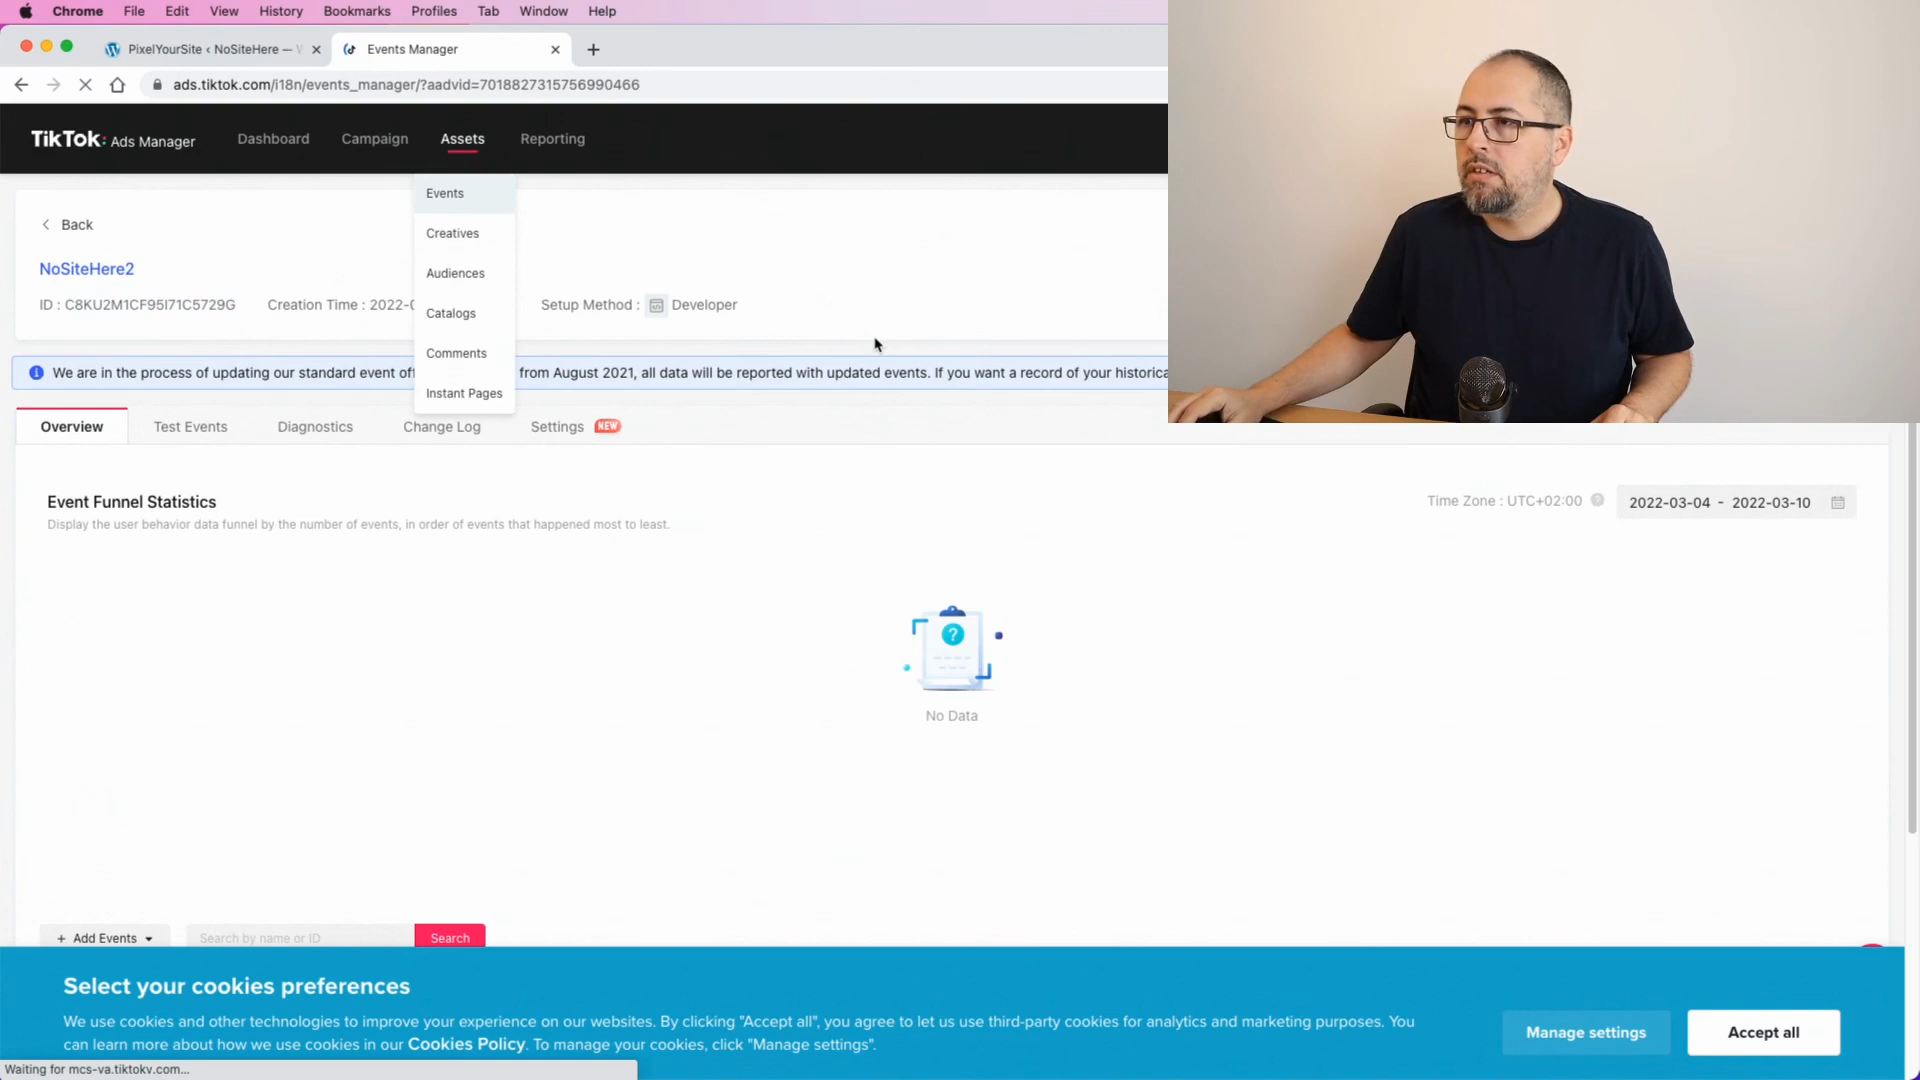 Chrome File Edit View History Bookmarks Profiles Tab Window Help
PixelYourSite ‹ NoSiteHere — W Events Manager
ads.tiktok.com/i18n/events_manager/?aadvid=7018827315756990466
TikTok: Ads Manager Dashboard Campaign Assets Reporting
Events
Back
Creatives
NoSiteHere2
Audiences
ID : C8KU2M1CF95I71C5729G Creation Time : 2022-0 Setup Method : Developer
Catalogs
Comments
We are in the process of updating our standard event of from August 2021, all data will be reported with updated events. If you want a record of your historica
Instant Pages
Overview Test Events Diagnostics Change Log Settings NEW
Event Funnel Statistics
Time Zone : UTC+02:00 2022-03-04 - 2022-03-10
Display the user behavior data funnel by the number of events, in order of events that happened most to least.
No Data
+ Add Events Search by name or ID Search
Select your cookies preferences
We use cookies and other technologies to improve your experience on our websites. By clicking "Accept all", you agree to let us use third-party cookies for analytics and marketing purposes. You
can learn more about how we use cookies in our Cookies Policy. To manage your cookies, click "Manage settings".
Manage settings Accept all
Waiting for mcs-va.tiktokv.com...